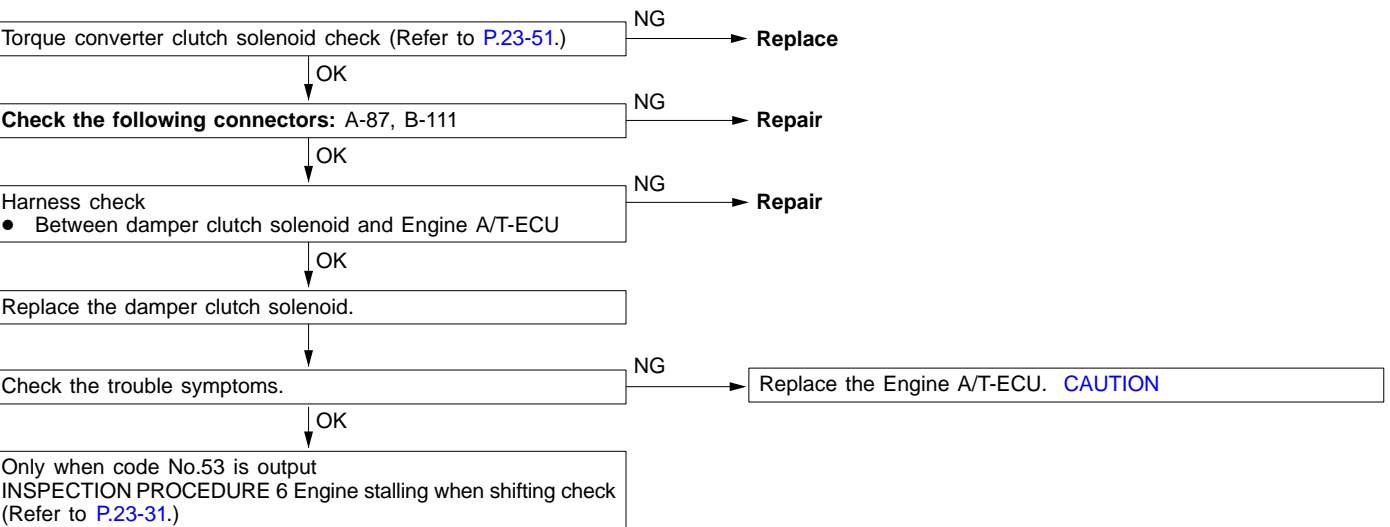 NG
Torque converter clutch solenoid check (Refer to P.23-51.)
Replace
OK
NG
Check the following connectors: A-87, B-111
Repair
OK
NG
Harness check
Repair
● Between damper clutch solenoid and Engine A/T-ECU
OK
Replace the damper clutch solenoid.
NG
Check the trouble symptoms.
Replace the Engine A/T-ECU. CAUTION
OK
Only when code No.53 is output
INSPECTION PROCEDURE 6 Engine stalling when shifting check
(Refer to P.23-31.)